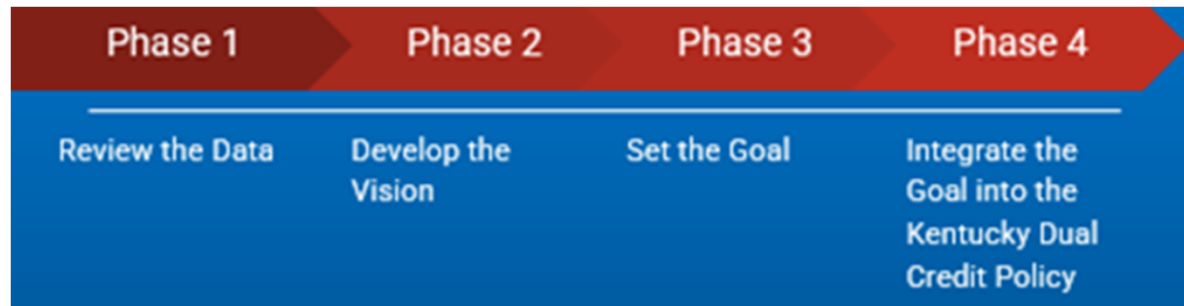 Phase 1
Phase 2
Phase 3
Phase 4
Review the Data
Develop the
Vision
Set the Goal
Integrate the
Goal into the
Kentucky Dual
Credit Policy